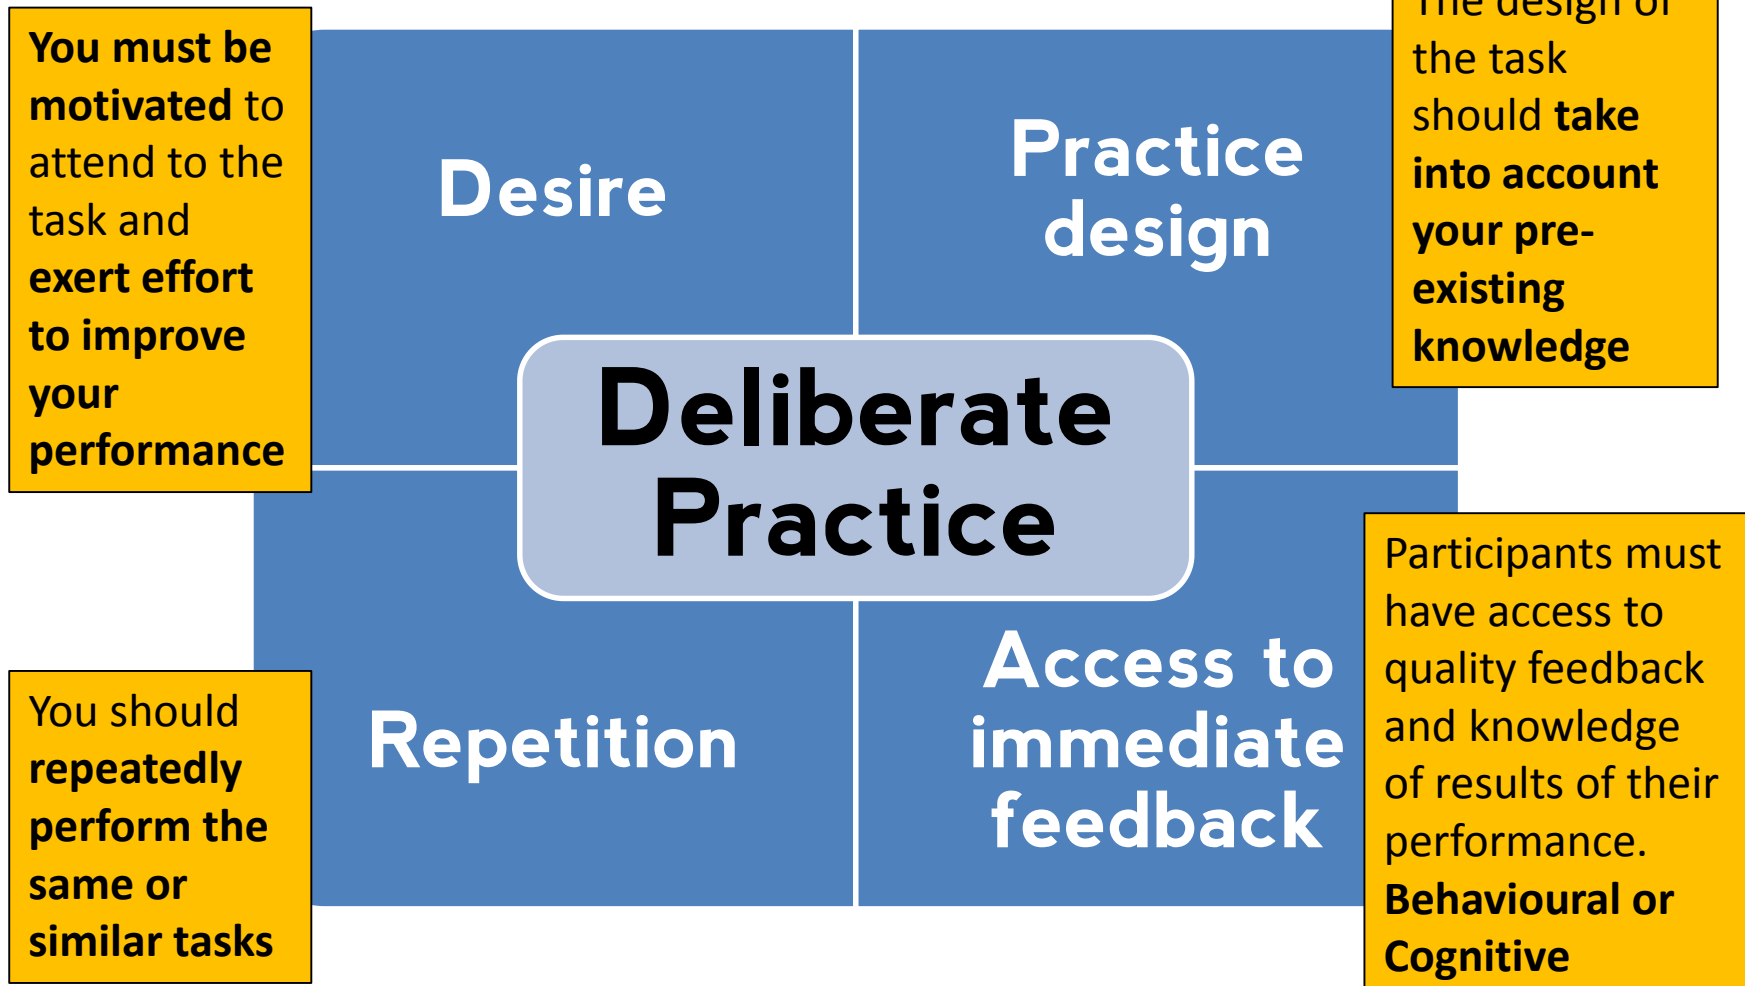 You must be
motivated to
attend to the
task and
exert effort
to improve
your
performance
Desire
Practice
design
The design of
the task
should take
into account
your pre-
existing
knowledge
Deliberate
Practice
You should
repeatedly
perform the
same or
similar tasks
Repetition
Access to
immediate
feedback
Participants must
have access to
quality feedback
and knowledge
of results of their
performance.
Behavioural or
Cognitive